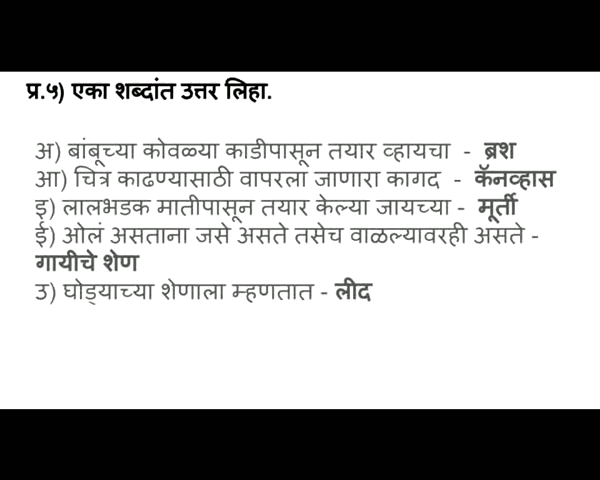 प्र.५) एका शब्दांत उत्तर लिहा.
अ) बांबूच्या कोवळ्या काडीपासून तयार व्हायचा - ब्रश
आ) चित्र काढण्यासाठी वापरला जाणारा कागद - कॅनव्हास
इ) लालभडक मातीपासून तयार केल्या जायच्या - मूर्ती
ई) ओलं असताना जसे असते तसेच वाळल्यावरही असते -
गायीचे शेण
उ) घोड्याच्या शेणाला म्हणतात - लीद